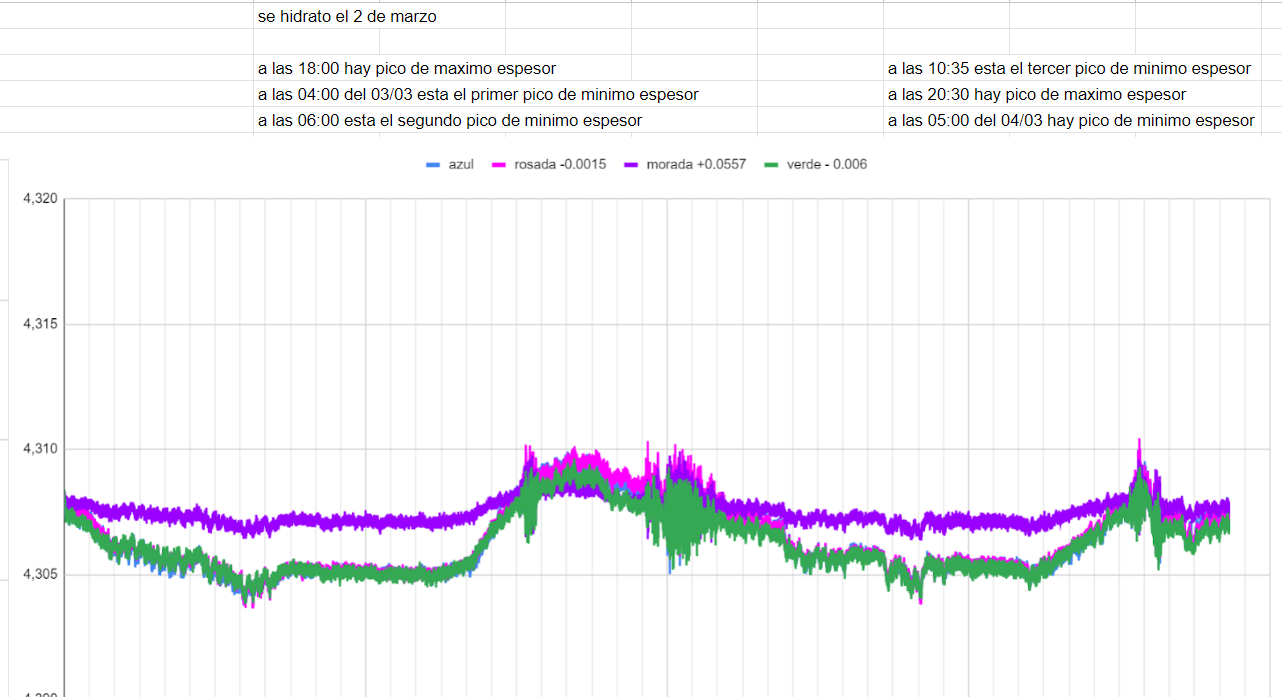 se hidrato el 2 de marzo
a las 18:00 hay pico de maximo espesor
a las 10:35 esta el tercer pico de minimo espesor
a las 04:00 del 03/03 esta el primer pico de minimo espesor
a las 20:30 hay pico de maximo espesor
a las 06:00 esta el segundo pico de minimo espesor
a las 05:00 del 04/03 hay pico de minimo espesor
azul rosada -0.0015 morada +0.0557 verde - 0.006
4,320
4,315
4,310
4,305